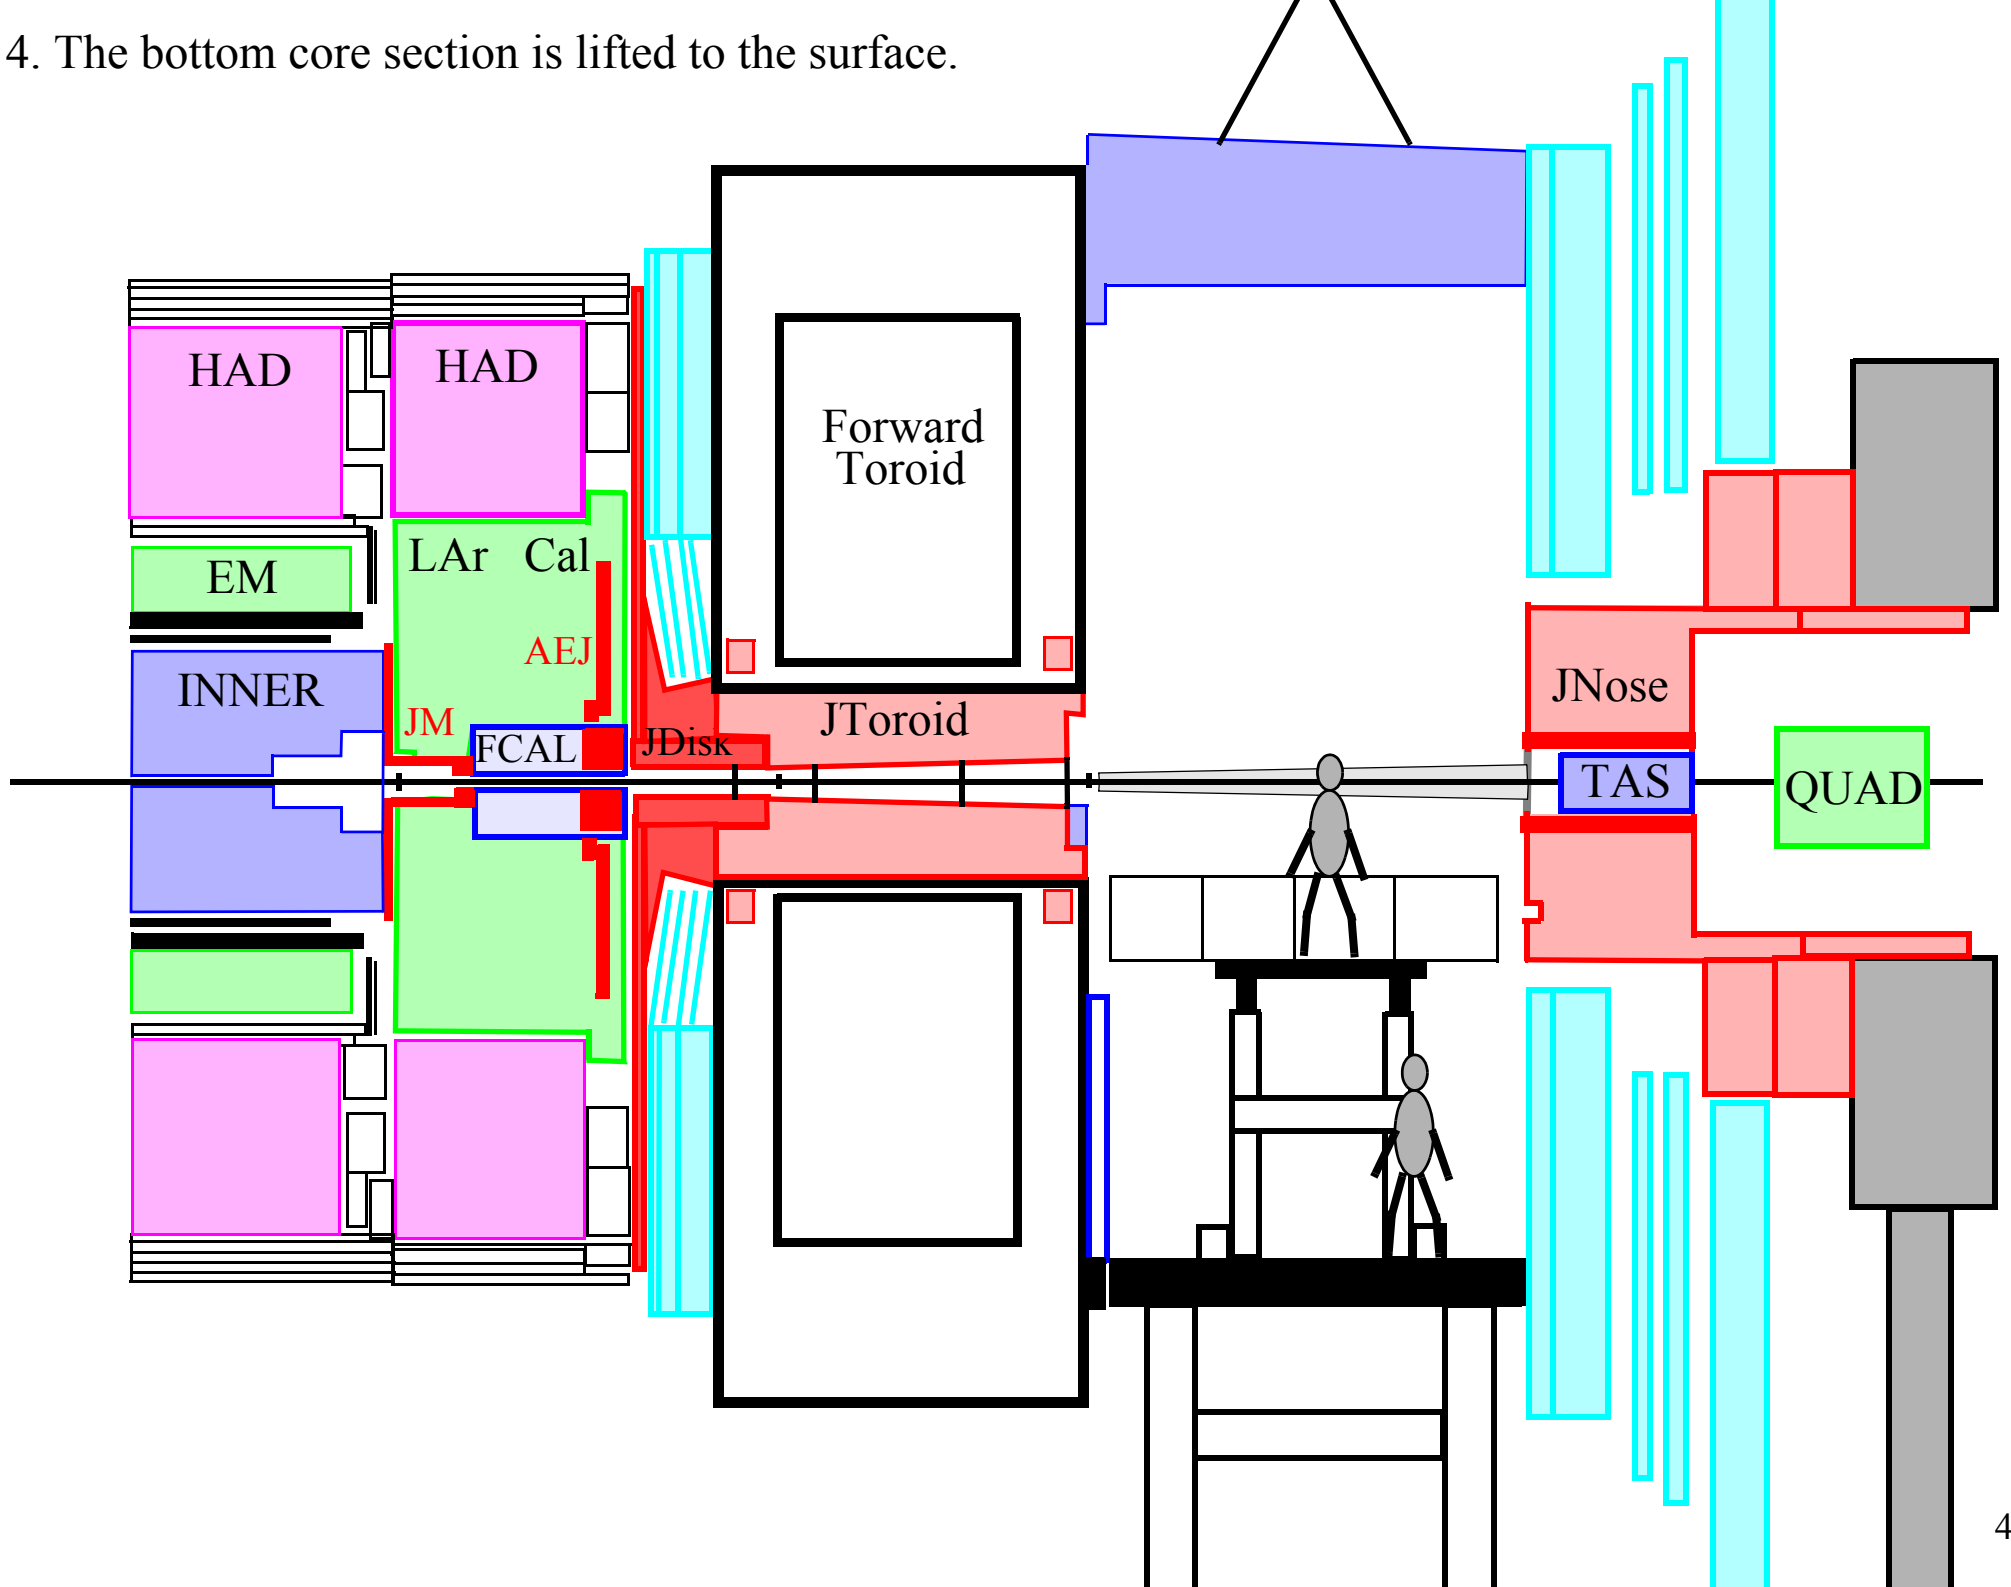 4. The bottom core section is lifted to the surface.
HAD
HAD
Forward
Toroid
LAr Cal
EM
AEJ
INNER
JM
FCAL
JDisk
JToroid
JNose
TAS
QUAD
4